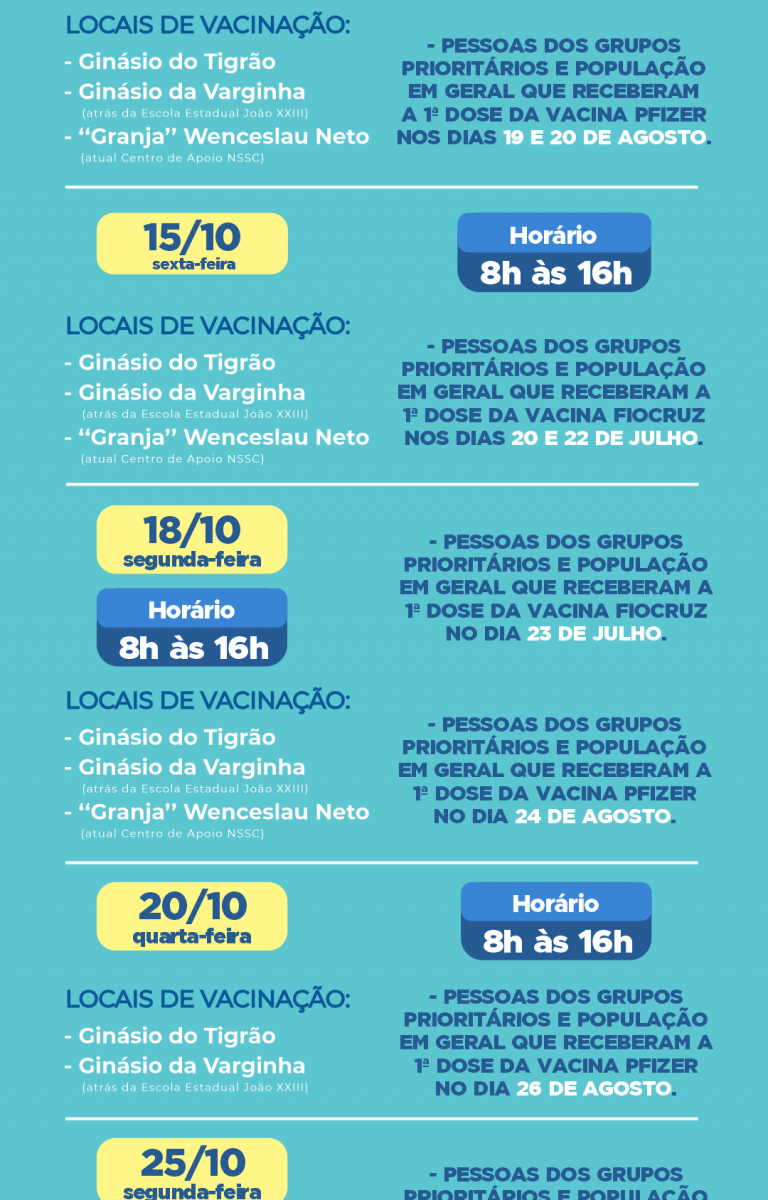 LOCAIS DE VACINAÇÃO:
- Ginásio do Tigrão
- Ginásio da Varginha
(atrás da Escola Estadual João XXIII)
- “Granja” Wenceslau Neto
(atual Centro de Apoio NSSC)
- PESSOAS DOS GRUPOS
PRIORITÁRIOS E POPULAÇÃO
EM GERAL QUE RECEBERAM
A 1ª DOSE DA VACINA PFIZER
NOS DIAS 19 E 20 DE AGOSTO.
15/10
sexta-feira
Horário
8h às 16h
LOCAIS DE VACINAÇÃO:
- Ginásio do Tigrão
- Ginásio da Varginha
(atrás da Escola Estadual João XXIII)
- “Granja” Wenceslau Neto
(atual Centro de Apoio NSSC)
- PESSOAS DOS GRUPOS
PRIORITÁRIOS E POPULAÇÃO
EM GERAL QUE RECEBERAM A
1ª DOSE DA VACINA FIOCRUZ
NOS DIAS 20 E 22 DE JULHO.
18/10
segunda-feira
Horário
8h às 16h
- PESSOAS DOS GRUPOS
PRIORITÁRIOS E POPULAÇÃO
EM GERAL QUE RECEBERAM A
1ª DOSE DA VACINA FIOCRUZ
NO DIA 23 DE JULHO.
LOCAIS DE VACINAÇÃO:
- Ginásio do Tigrão
- Ginásio da Varginha
(atrás da Escola Estadual João XXIII)
- “Granja” Wenceslau Neto
(atual Centro de Apoio NSSC)
- PESSOAS DOS GRUPOS
PRIORITÁRIOS E POPULAÇÃO
EM GERAL QUE RECEBERAM A
1ª DOSE DA VACINA PFIZER
NO DIA 24 DE AGOSTO.
20/10
quarta-feira
Horário
8h às 16h
LOCAIS DE VACINAÇÃO:
- Ginásio do Tigrão
- Ginásio da Varginha
(atrás da Escola Estadual João XXIII)
- PESSOAS DOS GRUPOS
PRIORITÁRIOS E POPULAÇÃO
EM GERAL QUE RECEBERAM A
1ª DOSE DA VACINA PFIZER
NO DIA 26 DE AGOSTO.
25/10
segunda-feira
- PESSOAS DOS GRUPOS
PRIORITÁRIOS E POPULAÇÃO